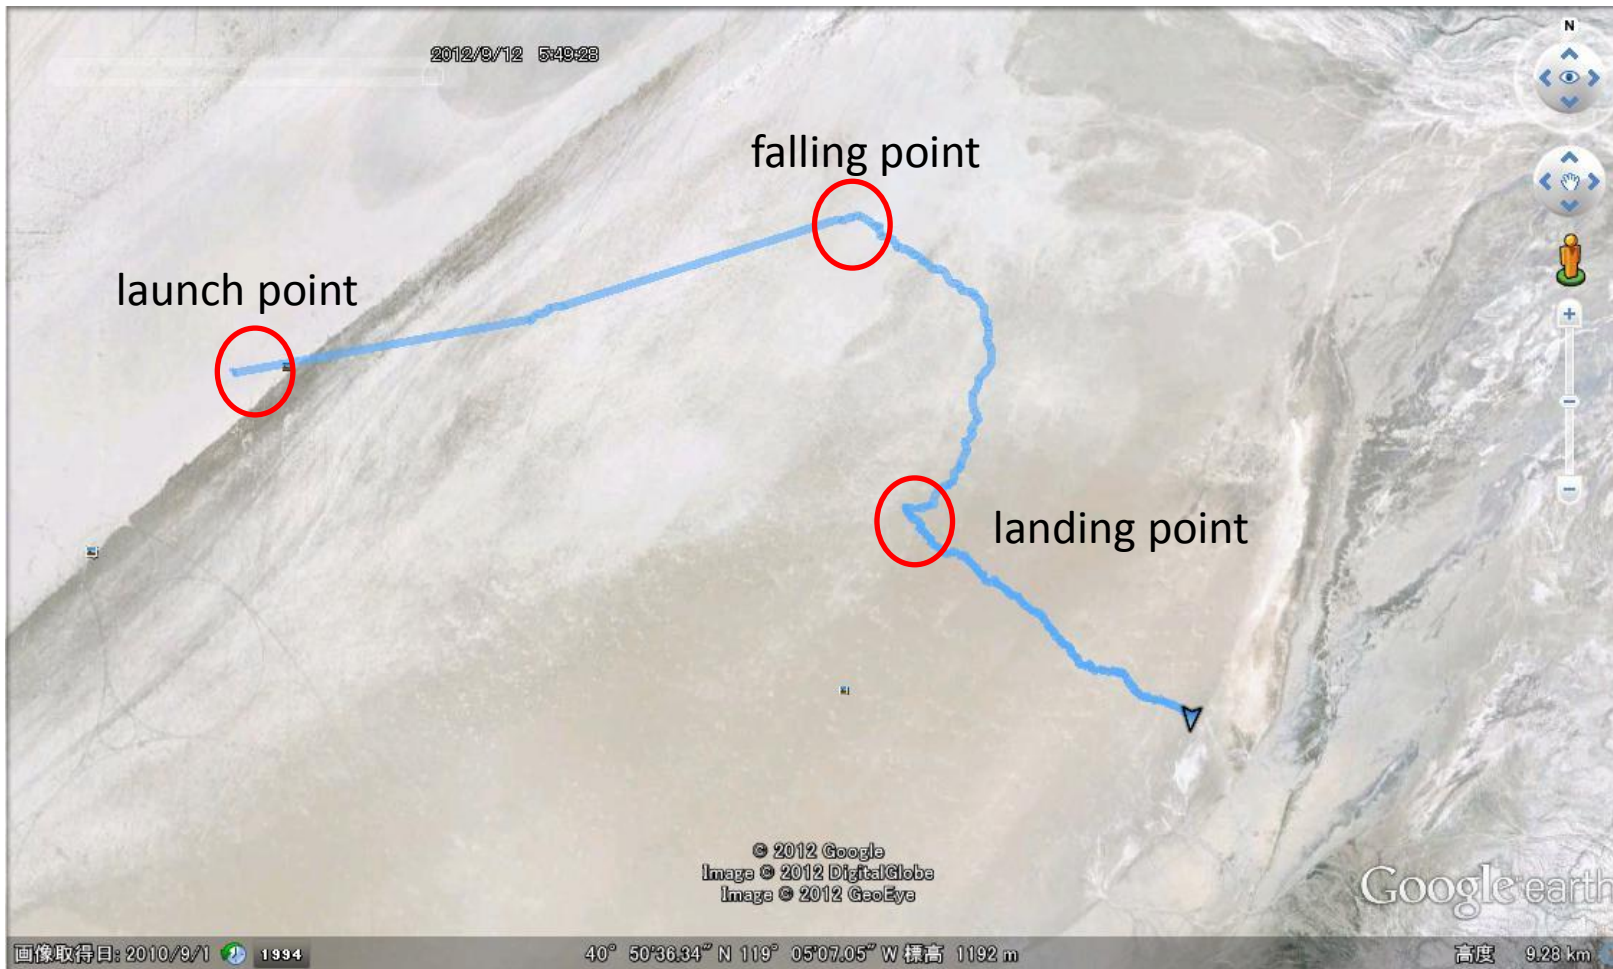 N
2012/9/12 5:49:28
falling point
launch point
landing point
© 2012 Google
Image © 2012 DigitalGlobe
Image © 2012 GeoEye
Google earth
画像取得日: 2010/9/1 1994
40° 50'36.34" N 119° 05'07.05" W 標高 1192 m
高度 9.28 km